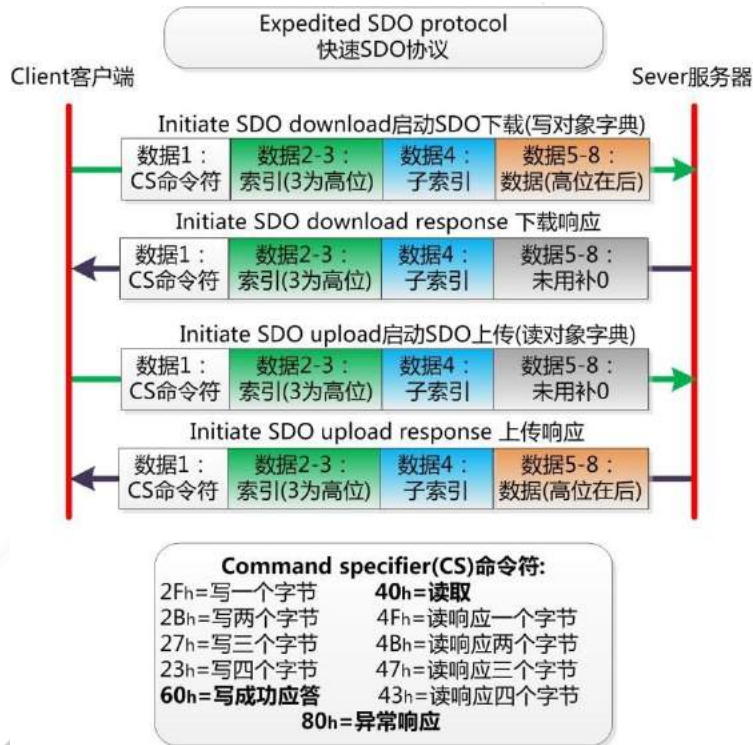 Expedited SDO protocol
快速SDO协议
Client客户端
Sever服务器
Initiate SDO download启动SDO下载(写对象字典)
数据1： 数据2-3： 数据4： 数据5-8：
CS命令符 索引(3为高位) 子索引 数据(高位在后)
Initiate SDO download response 下载响应
数据1： 数据2-3： 数据4： 数据5-8：
CS命令符 索引(3为高位) 子索引 未用补0
Initiate SDO upload启动SDO上传(读对象字典)
数据1： 数据2-3： 数据4： 数据5-8：
CS命令符 索引(3为高位) 子索引 未用补0
Initiate SDO upload response 上传响应
数据1： 数据2-3： 数据4： 数据5-8：
CS命令符 索引(3为高位) 子索引 数据(高位在后)
Command specifier(CS)命令符:
2Fh=写一个字节 40h=读取
2Bh=写两个字节 4Fh=读响应一个字节
27h=写三个字节 4Bh=读响应两个字节
23h=写四个字节 47h=读响应三个字节
60h=写成功应答 43h=读响应四个字节
80h=异常响应